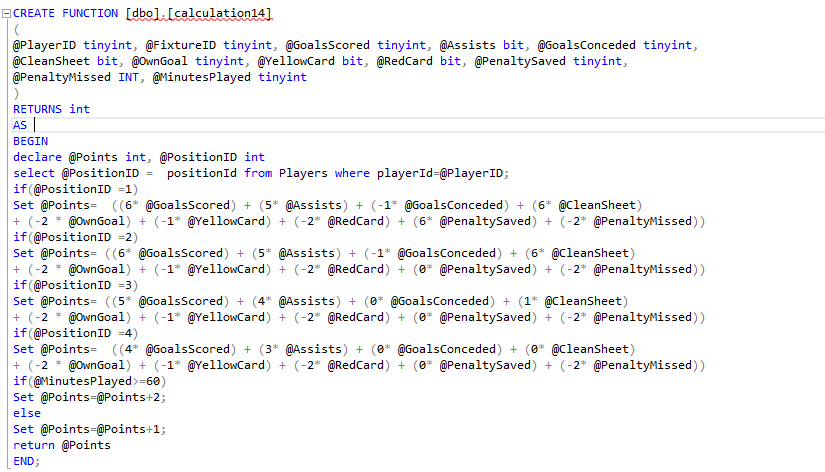 CREATE FUNCTION [dbo].[calculation14]
(
@PlayerID tinyint, @FixtureID tinyint, @GoalsScored tinyint, @Assists bit, @GoalsConceded tinyint,
@CleanSheet bit, @OwnGoal tinyint, @YellowCard bit, @RedCard bit, @PenaltySaved tinyint,
@PenaltyMissed INT, @MinutesPlayed tinyint
)
RETURNS int
AS
BEGIN
declare @Points int, @PositionID int
select @PositionID =  positionId from Players where playerId=@PlayerID;
if(@PositionID =1)
Set @Points=  ((6* @GoalsScored) + (5* @Assists) + (-1* @GoalsConceded) + (6* @CleanSheet)
+ (-2 * @OwnGoal) + (-1* @YellowCard) + (-2* @RedCard) + (6* @PenaltySaved) + (-2* @PenaltyMissed))
if(@PositionID =2)
Set @Points= ((6* @GoalsScored) + (5* @Assists) + (-1* @GoalsConceded) + (6* @CleanSheet)
+ (-2 * @OwnGoal) + (-1* @YellowCard) + (-2* @RedCard) + (0* @PenaltySaved) + (-2* @PenaltyMissed))
if(@PositionID =3)
Set @Points= ((5* @GoalsScored) + (4* @Assists) + (0* @GoalsConceded) + (1* @CleanSheet)
+ (-2 * @OwnGoal) + (-1* @YellowCard) + (-2* @RedCard) + (0* @PenaltySaved) + (-2* @PenaltyMissed))
if(@PositionID =4)
Set @Points=  ((4* @GoalsScored) + (3* @Assists) + (0* @GoalsConceded) + (0* @CleanSheet)
+ (-2 * @OwnGoal) + (-1* @YellowCard) + (-2* @RedCard) + (0* @PenaltySaved) + (-2* @PenaltyMissed))
if(@MinutesPlayed>=60)
Set @Points=@Points+2;
else
Set @Points=@Points+1;
return @Points
END;